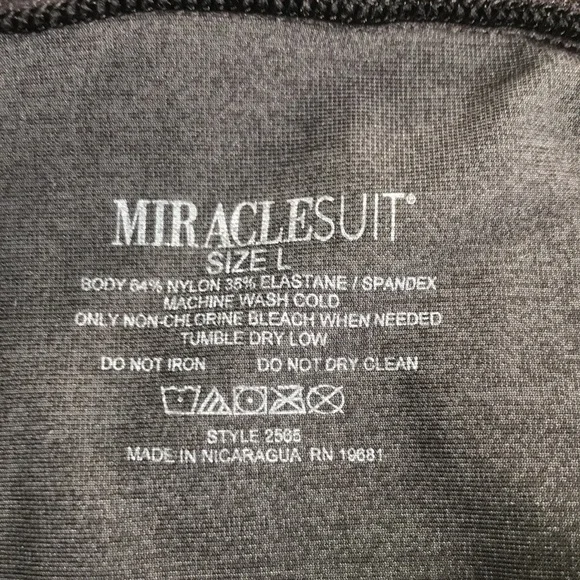 MIRACLESUIT®
SIZE L
BODY 64% NYLON 36% ELASTANE / SPANDEX
MACHINE WASH COLD
ONLY NON-CHLORINE BLEACH WHEN NEEDED
TUMBLE DRY LOW
DO NOT IRON DO NOT DRY CLEAN
STYLE 2565
MADE IN NICARAGUA RN 19681